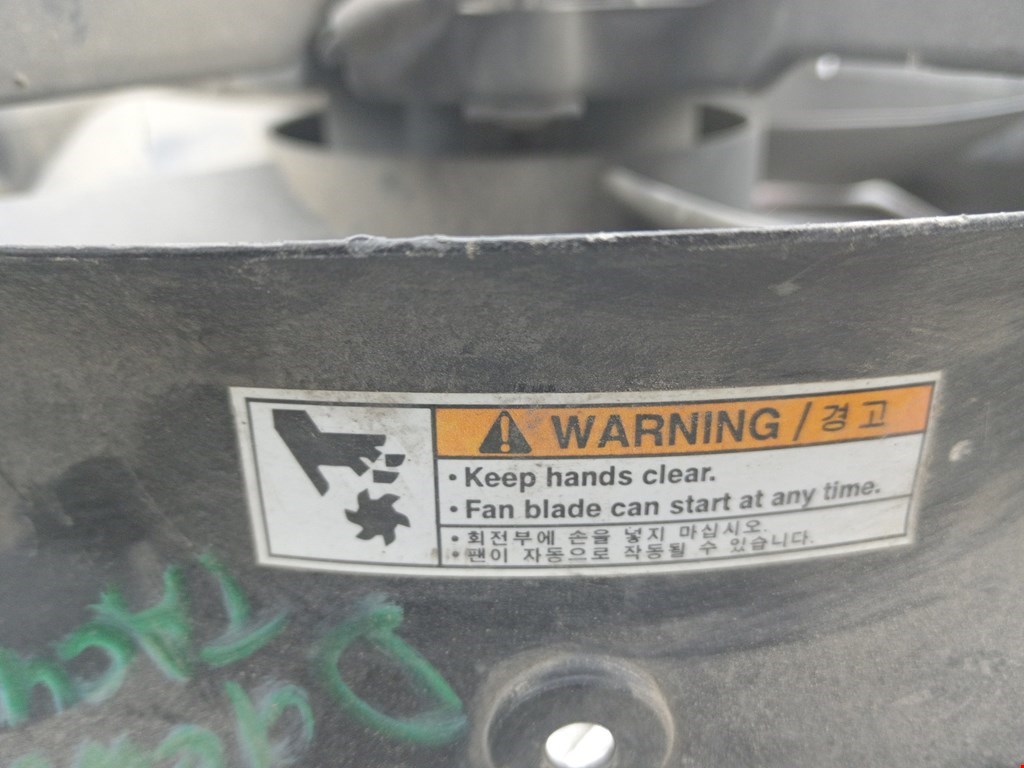 WARNING / 경고
• Keep hands clear.
• Fan blade can start at any time.
• 회전부에 손을 넣지 마십시오.
• 팬이 자동으로 작동될 수 있습니다.